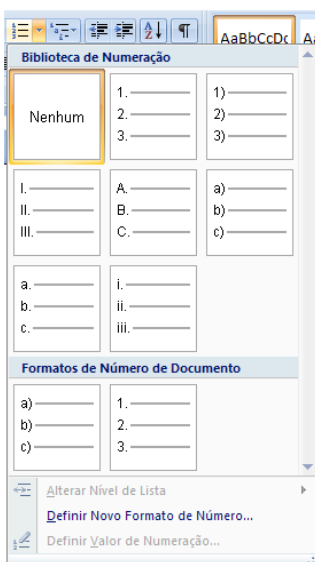 AaBbCcDc A
Biblioteca de Numeração
Nenhum
1.
2.
3.
1)
2)
3)
I.
II.
III.
A.
B.
C.
a)
b)
c)
a.
b.
c.
i.
ii.
iii.
Formatos de Número de Documento
a)
b)
c)
1.
2.
3.
Alterar Nível de Lista
Definir Novo Formato de Número...
Definir Valor de Numeração...